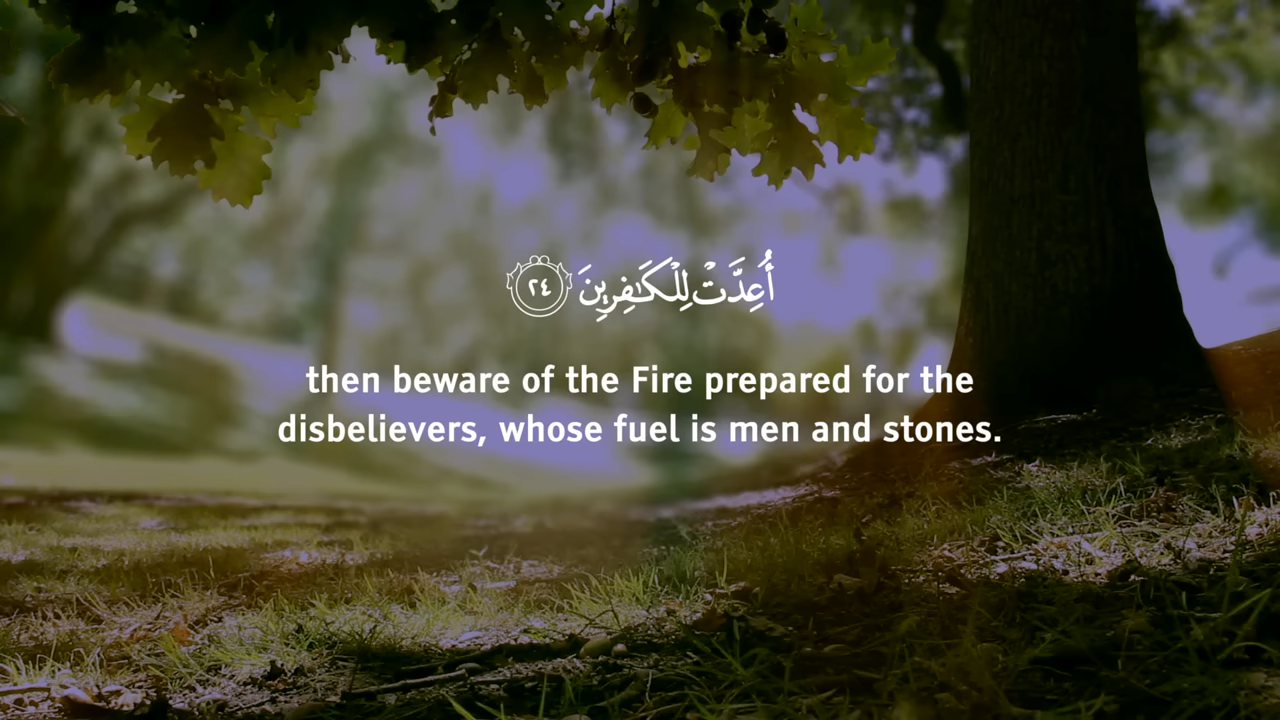 أُعِدَّتْ لِلْكَـٰفِرِينَ ٢٤
then beware of the Fire prepared for the
disbelievers, whose fuel is men and stones.